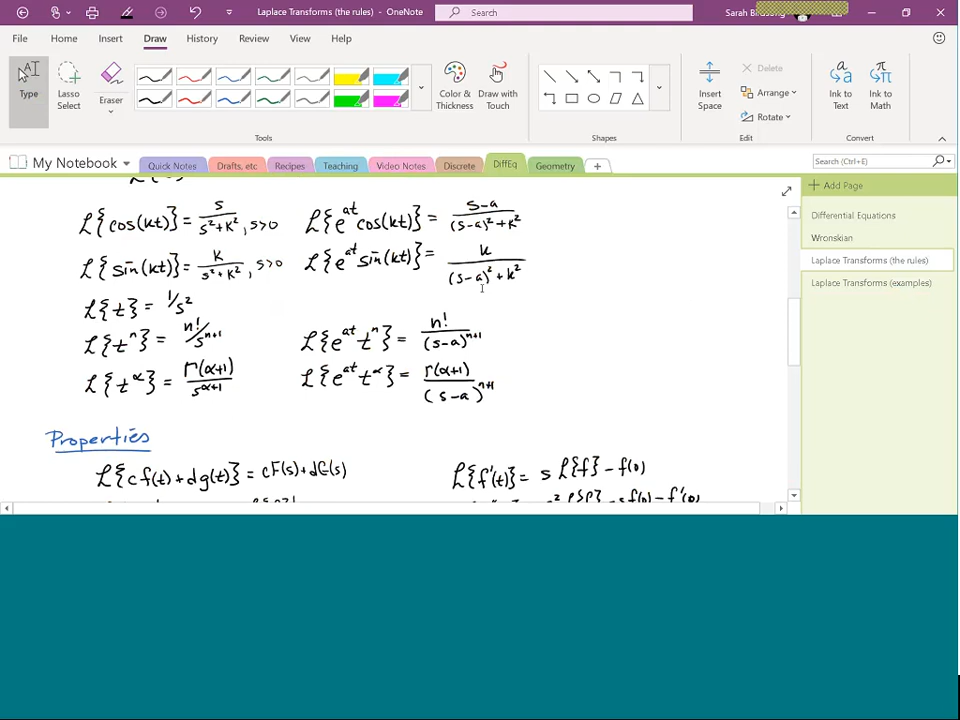 Laplace Transforms (the rules) - OneNote
Search
File Home Insert Draw History Review View Help
Type
Lasso Select
Eraser
Color & Thickness
Draw with Touch
Insert Space
Delete
Arrange
Rotate
Ink to Text
Ink to Math
Tools
Shapes
Edit
Convert
My Notebook
Quick Notes Drafts, etc Recipes Teaching Video Notes Discrete DiffEq Geometry +
Search (Ctrl+E)
Add Page
Differential Equations
Wronskian
Laplace Transforms (the rules)
Laplace Transforms (examples)
ℒ{cos(kt)} = s/(s²+k²), s>0 ℒ{e^{at}cos(kt)} = (s-a)/((s-a)²+k²)
ℒ{sin(kt)} = k/(s²+k²), s>0 ℒ{e^{at}sin(kt)} = k/((s-a)²+k²)
ℒ{t} = 1/s²
ℒ{t^n} = n!/s^{n+1} ℒ{e^{at}t^n} = n!/(s-a)^{n+1}
ℒ{t^α} = Γ(α+1)/s^{α+1} ℒ{e^{at}t^α} = Γ(α+1)/(s-a)^{n+1}
Properties
ℒ{cf(t)+dg(t)} = cF(s)+dG(s) ℒ{f'(t)} = sℒ{f}-f(0)